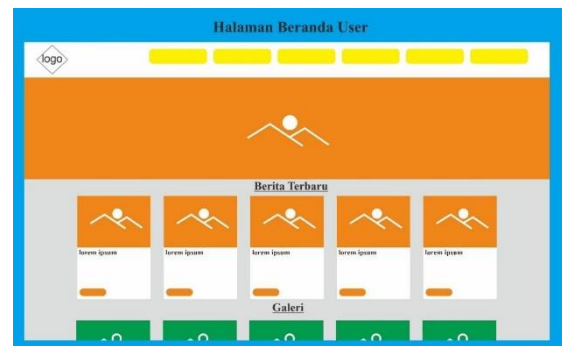 Halaman Beranda User
logo
Berita Terbaru
lorem ipsum lorem ipsum lorem ipsum lorem ipsum lorem ipsum
Galeri